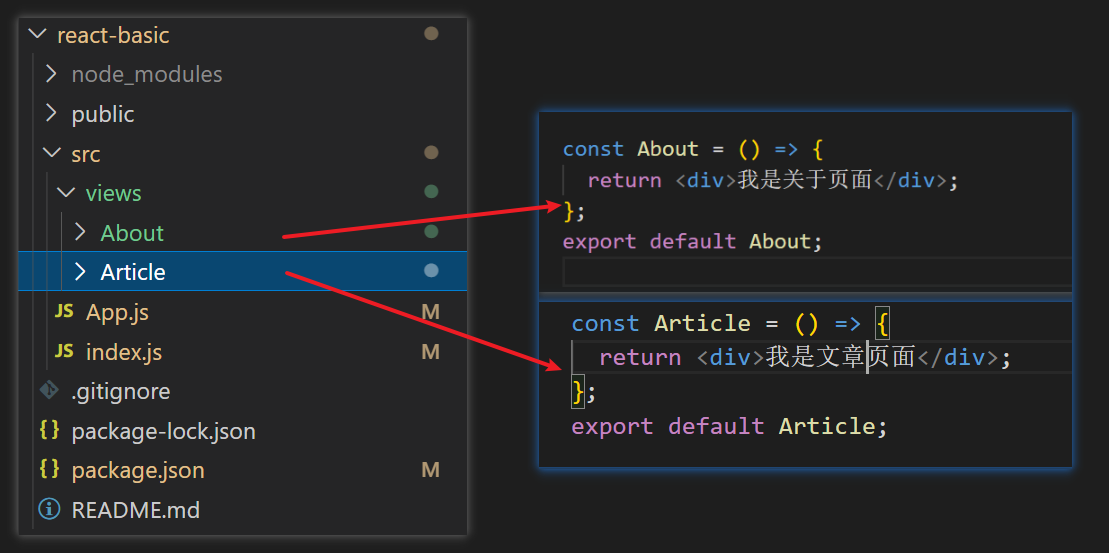 react-basic
node_modules
public
src
views
About
Article
JS App.js M
JS index.js M
.gitignore
{} package-lock.json
{} package.json M
README.md
const About = () => {
return <div>我是关于页面</div>;
};
export default About;
const Article = () => {
return <div>我是文章页面</div>;
};
export default Article;